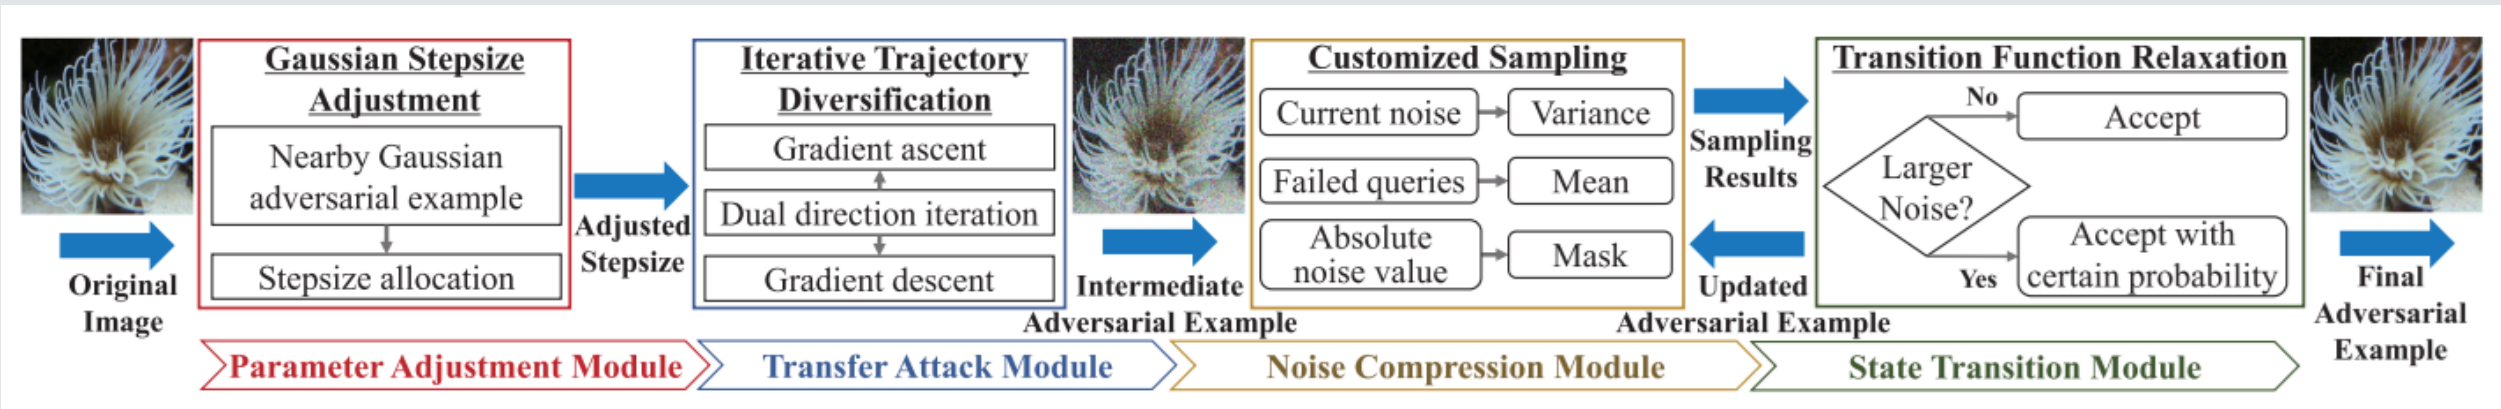 Original
Image
Gaussian Stepsize
Adjustment
Nearby Gaussian
adversarial example
Stepsize allocation
Adjusted
Stepsize
Iterative Trajectory
Diversification
Gradient ascent
Dual direction iteration
Gradient descent
Intermediate
Adversarial Example
Customized Sampling
Current noise
Variance
Failed queries
Mean
Absolute
noise value
Mask
Sampling
Results
Updated
Adversarial Example
Transition Function Relaxation
Larger
Noise?
No
Accept
Yes
Accept with
certain probability
Final
Adversarial
Example
Parameter Adjustment Module
Transfer Attack Module
Noise Compression Module
State Transition Module